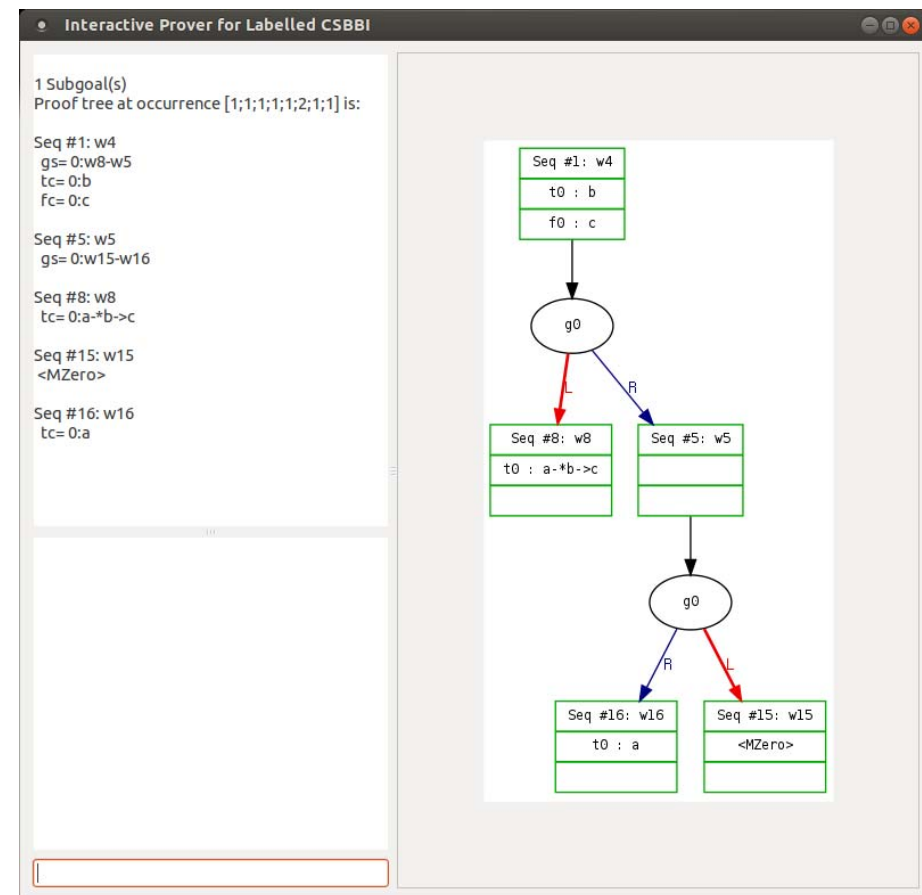 Interactive Prover for Labelled CSBBI
1 Subgoal(s)
Proof tree at occurrence [1;1;1;1;1;2;1;1] is:
Seq #1: w4
gs= 0:w8-w5
tc= 0:b
fc= 0:c
Seq #5: w5
gs= 0:w15-w16
Seq #8: w8
tc= 0:a-*b->c
Seq #15: w15
<MZero>
Seq #16: w16
tc= 0:a
Seq #1: w4
t0 : b
f0 : c
g0
L
R
Seq #8: w8
t0 : a-*b->c
Seq #5: w5
g0
R
L
Seq #16: w16
t0 : a
Seq #15: w15
<MZero>